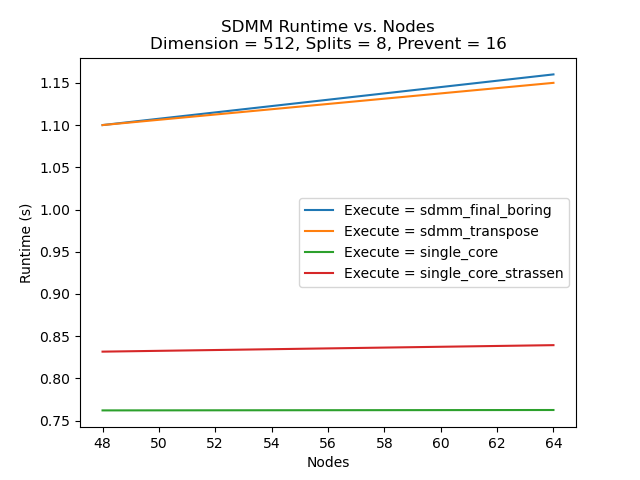 SDMM Runtime vs. Nodes
Dimension = 512, Splits = 8, Prevent = 16
1.15
1.10
1.05
1.00
0.95
0.90
0.85
0.80
0.75
Runtime (s)
Execute = sdmm_final_boring
Execute = sdmm_transpose
Execute = single_core
Execute = single_core_strassen
48 50 52 54 56 58 60 62 64
Nodes